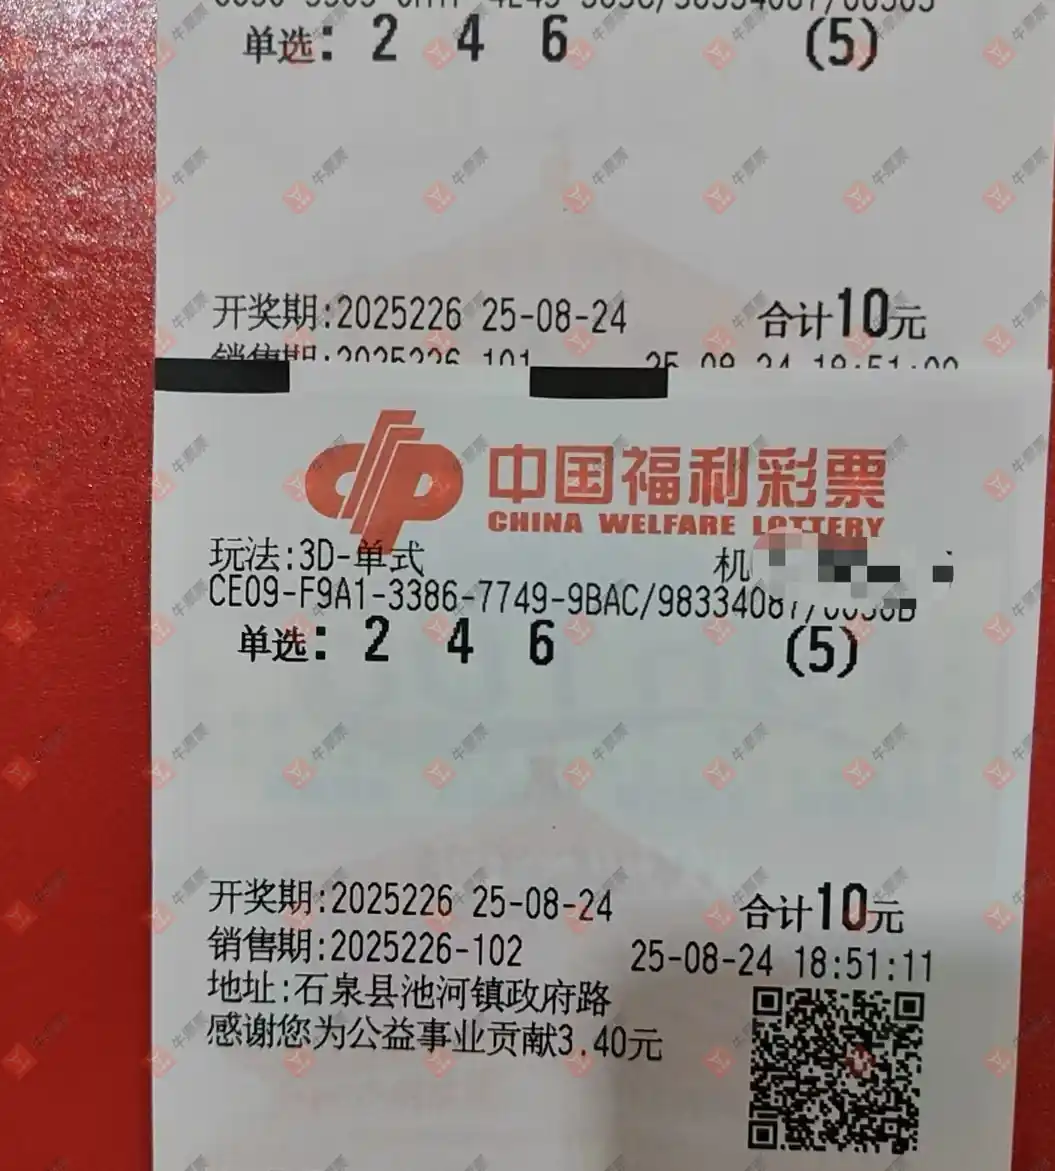 单选: 2 4 6 (5)
开奖期:2025226 25-08-24 合计10元
中国福利彩票
CHINA WELFARE LOTTERY
玩法:3D-单式 机
CE09-F9A1-3386-7749-9BAC/98334087/
单选: 2 4 6 (5)
开奖期:2025226 25-08-24 合计10元
销售期:2025226-102 25-08-24 18:51:11
地址:石泉县池河镇政府路
感谢您为公益事业贡献3.40元